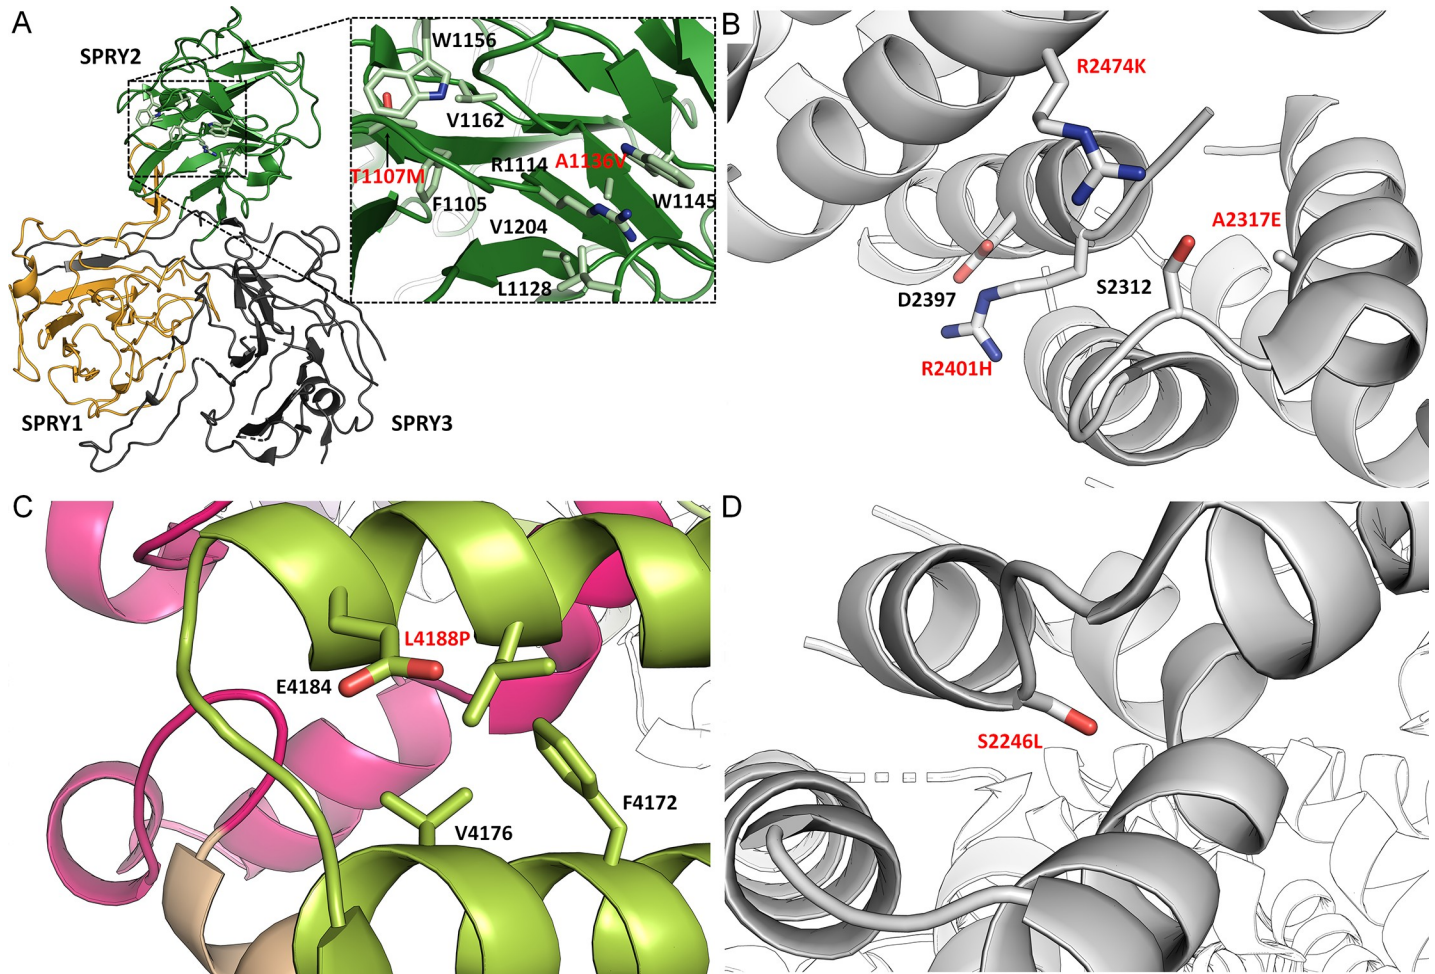 A
SPRY2
W1156
V1162
R1114
A1136V
T1107M
F1105
W1145
V1204
L1128
SPRY1
SPRY3
B
R2474K
A2317E
D2397
S2312
R2401H
C
L4188P
E4184
F4172
V4176
D
S2246L